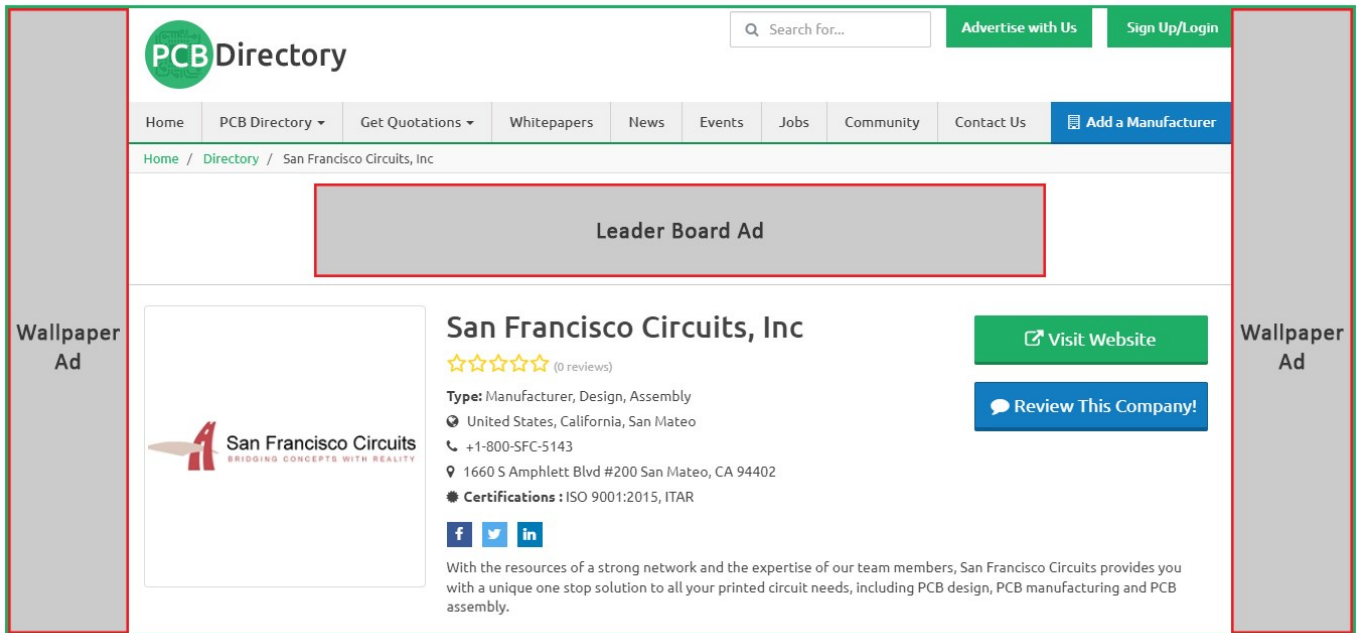 PCBDirectory
Search for...
Advertise with Us
Sign Up/Login
Home PCB Directory Get Quotations Whitepapers News Events Jobs Community Contact Us Add a Manufacturer
Home / Directory / San Francisco Circuits, Inc
Leader Board Ad
Wallpaper
Ad
San Francisco Circuits
BRIDGING CONCEPTS WITH REALITY
San Francisco Circuits, Inc
(0 reviews)
Type: Manufacturer, Design, Assembly
United States, California, San Mateo
+1-800-SFC-5143
1660 S Amphlett Blvd #200 San Mateo, CA 94402
Certifications : ISO 9001:2015, ITAR
f in
With the resources of a strong network and the expertise of our team members, San Francisco Circuits provides you
with a unique one stop solution to all your printed circuit needs, including PCB design, PCB manufacturing and PCB
assembly.
Visit Website
Review This Company!
Wallpaper
Ad